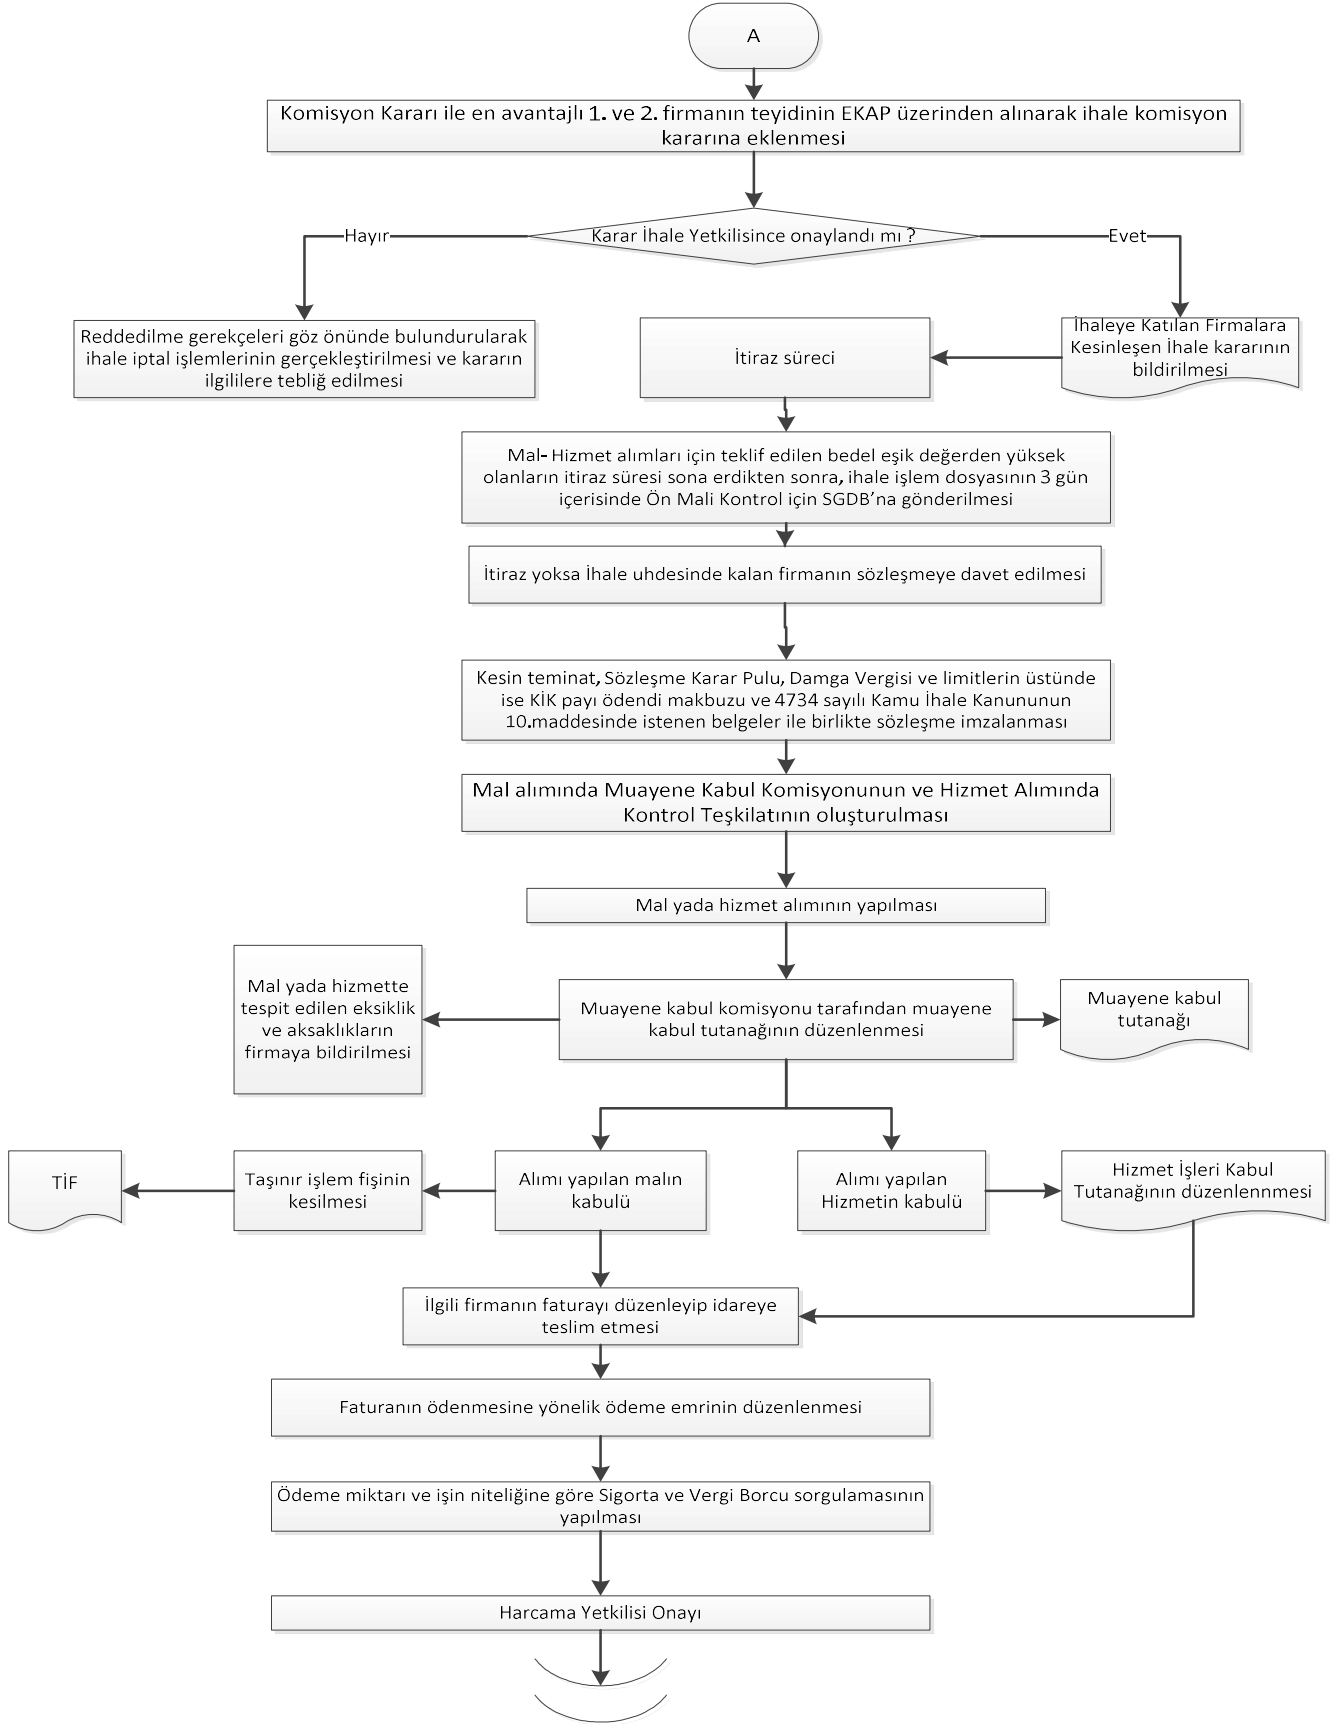 A
Komisyon Kararı ile en avantajlı 1. ve 2. firmanın teyidinin EKAP üzerinden alınarak ihale komisyon
kararına eklenmesi
Hayır
Karar İhale Yetkilisince onaylandı mı ?
Evet
Reddedilme gerekçeleri göz önünde bulundurularak
ihale iptal işlemlerinin gerçekleştirilmesi ve kararın
ilgililere tebliğ edilmesi
İtiraz süreci
İhaleye Katılan Firmalara
Kesinleşen İhale kararının
bildirilmesi
Mal- Hizmet alımları için teklif edilen bedel eşik değerden yüksek
olanların itiraz süresi sona erdikten sonra, ihale işlem dosyasının 3 gün
içerisinde Ön Mali Kontrol için SGDB’na gönderilmesi
İtiraz yoksa İhale uhdesinde kalan firmanın sözleşmeye davet edilmesi
Kesin teminat, Sözleşme Karar Pulu, Damga Vergisi ve limitlerin üstünde
ise KİK payı ödendi makbuzu ve 4734 sayılı Kamu İhale Kanununun
10.maddesinde istenen belgeler ile birlikte sözleşme imzalanması
Mal alımında Muayene Kabul Komisyonunun ve Hizmet Alımında
Kontrol Teşkilatının oluşturulması
Mal yada hizmet alımının yapılması
Mal yada hizmette
tespit edilen eksiklik
ve aksaklıkların
firmaya bildirilmesi
Muayene kabul komisyonu tarafından muayene
kabul tutanağının düzenlenmesi
Muayene kabul
tutanağı
TİF
Taşınır işlem fişinin
kesilmesi
Alımı yapılan malın
kabulü
Alımı yapılan
Hizmetin kabulü
Hizmet İşleri Kabul
Tutanağının düzenlennmesi
İlgili firmanın faturayı düzenleyip idareye
teslim etmesi
Faturanın ödenmesine yönelik ödeme emrinin düzenlenmesi
Ödeme miktarı ve işin niteliğine göre Sigorta ve Vergi Borcu sorgulamasının
yapılması
Harcama Yetkilisi Onayı